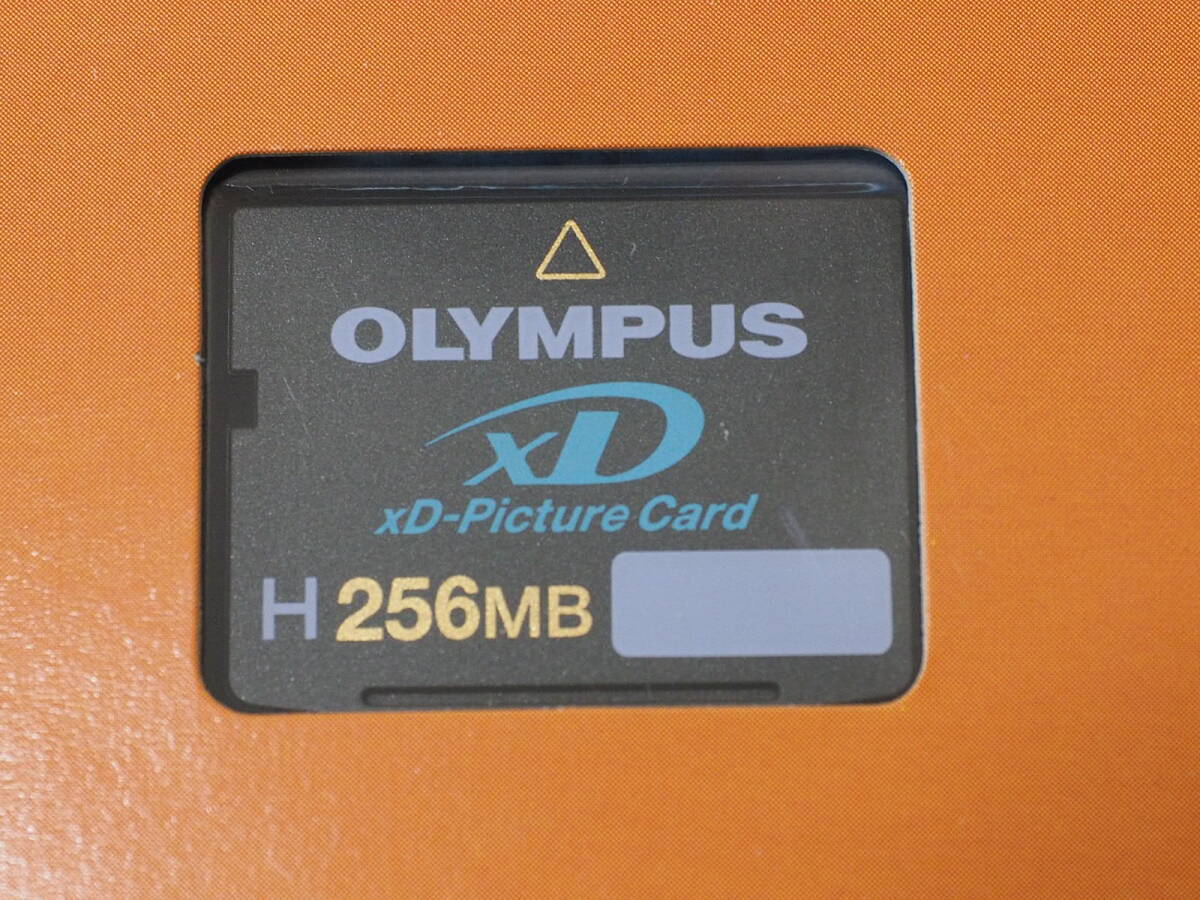 OLYMPUS
xD
xD-Picture Card
H 256MB